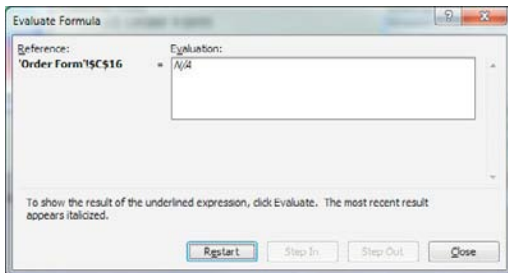 Evaluate Formula
Reference:
Evaluation:
'Order Form'!$C$16 = N/A
To show the result of the underlined expression, click Evaluate. The most recent result
appears italicized.
Restart Step In Step Out Close